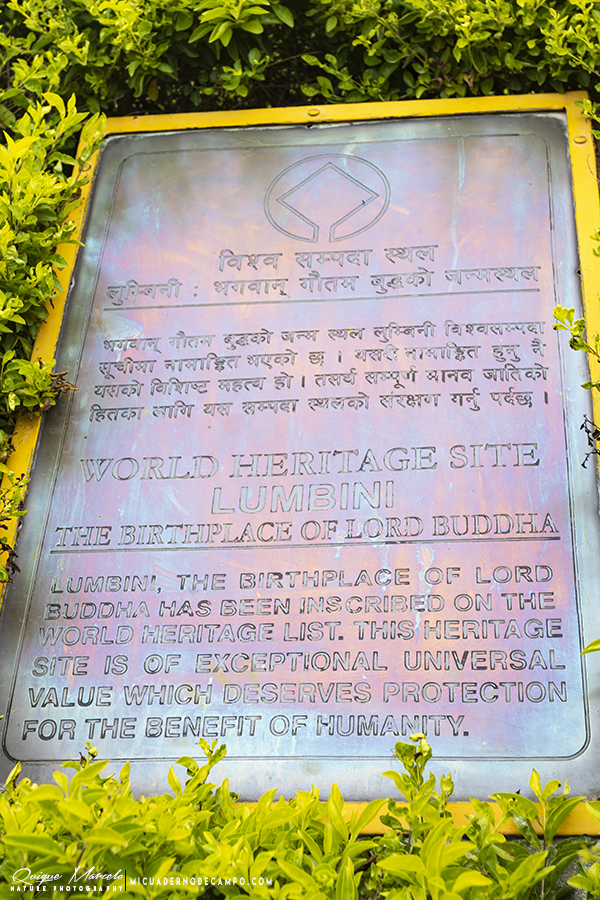 विश्व सम्पदा स्थल
लुम्बिनी : भगवान् गौतम बुद्धको जन्मस्थल
भगवान् गौतम बुद्धको जन्म स्थल लुम्बिनी विश्वसम्पदा
सूचीमा नामाङ्कित भएको छ । यसरी नामाङ्कित हुनु नै
यसको विशिष्ट महत्व हो । तसर्थ सम्पूर्ण मानव जातिको
हितका लागि यस सम्पदा स्थलको संरक्षण गर्नु पर्दछ ।
WORLD HERITAGE SITE
LUMBINI
THE BIRTHPLACE OF LORD BUDDHA
LUMBINI, THE BIRTHPLACE OF LORD
BUDDHA HAS BEEN INSCRIBED ON THE
WORLD HERITAGE LIST. THIS HERITAGE
SITE IS OF EXCEPTIONAL UNIVERSAL
VALUE WHICH DESERVES PROTECTION
FOR THE BENEFIT OF HUMANITY.
Quique Marcelo
NATURE PHOTOGRAPHY
MICUADERNODECAMPO.COM